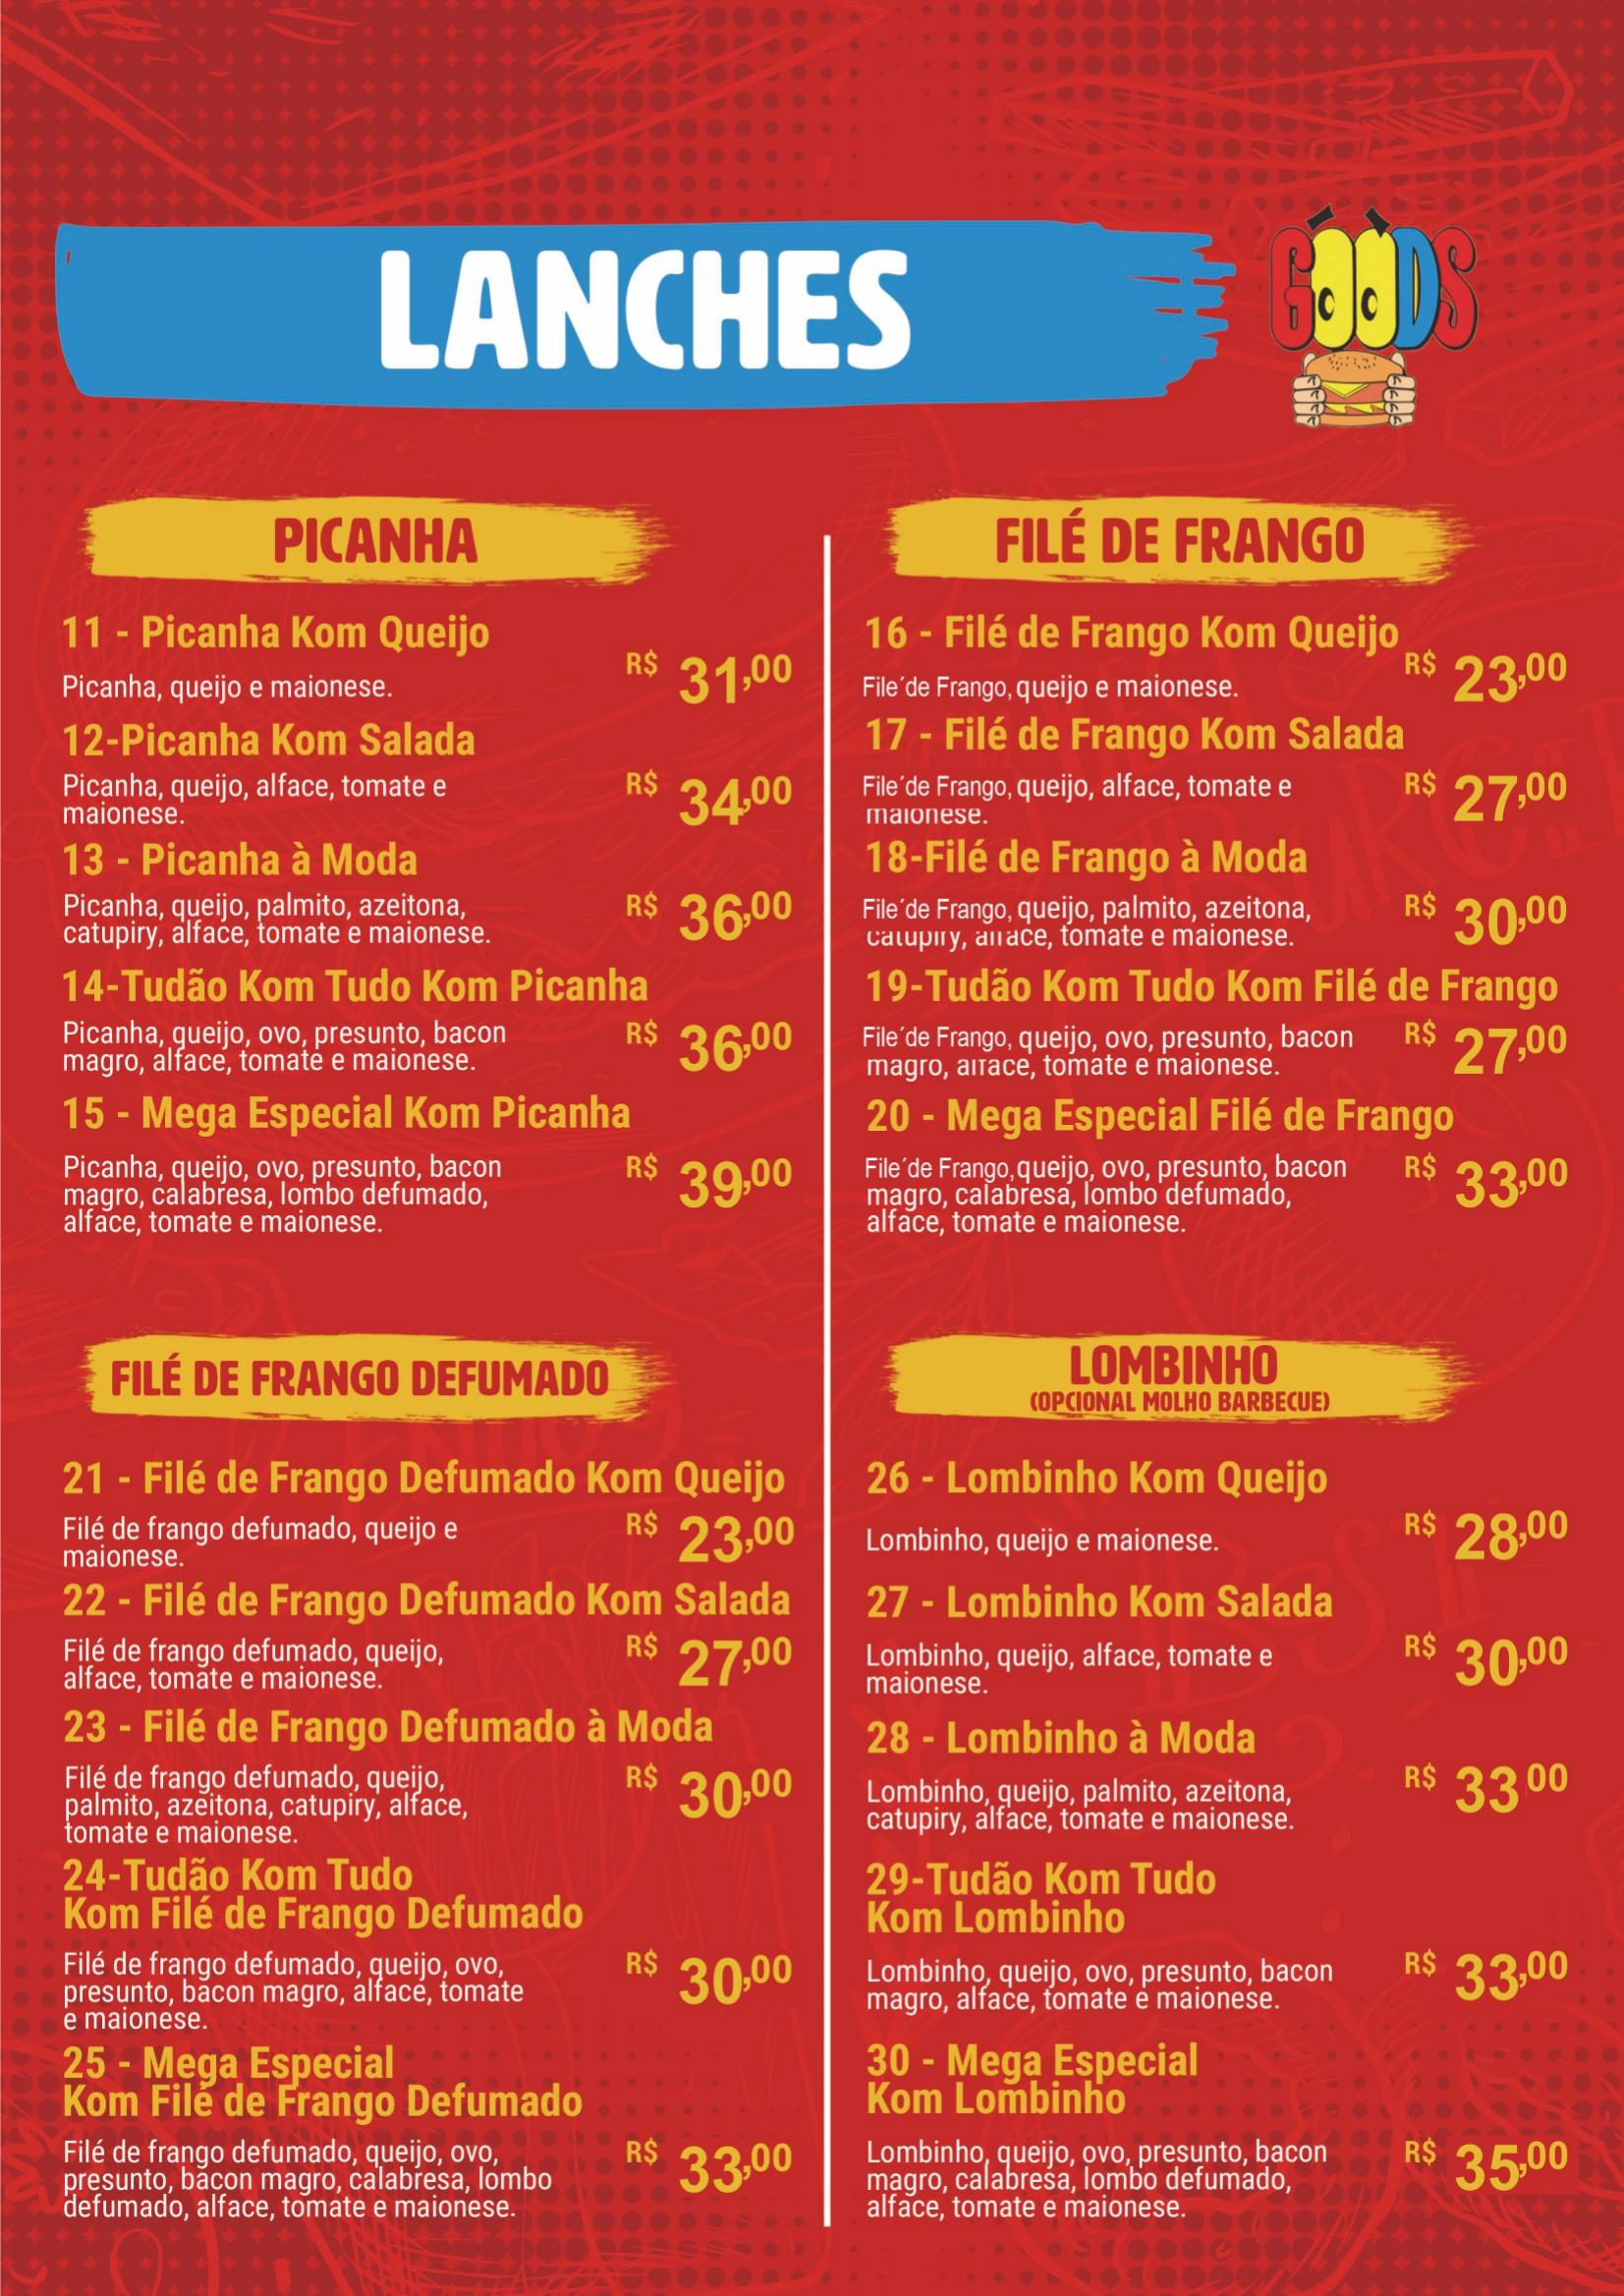 LANCHES
GOODS
PICANHA
11 - Picanha Kom Queijo
Picanha, queijo e maionese.
R$ 31,00
12-Picanha Kom Salada
Picanha, queijo, alface, tomate e
maionese.
R$ 34,00
13 - Picanha à Moda
Picanha, queijo, palmito, azeitona,
catupiry, alface, tomate e maionese.
R$ 36,00
14-Tudão Kom Tudo Kom Picanha
Picanha, queijo, ovo, presunto, bacon
magro, alface, tomate e maionese.
R$ 36,00
15 - Mega Especial Kom Picanha
Picanha, queijo, ovo, presunto, bacon
magro, calabresa, lombo defumado,
alface, tomate e maionese.
R$ 39,00
FILÉ DE FRANGO
16 - Filé de Frango Kom Queijo
File´de Frango, queijo e maionese.
R$ 23,00
17 - Filé de Frango Kom Salada
File´de Frango, queijo, alface, tomate e
maionese.
R$ 27,00
18-Filé de Frango à Moda
File´de Frango, queijo, palmito, azeitona,
catupiry, alface, tomate e maionese.
R$ 30,00
19-Tudão Kom Tudo Kom Filé de Frango
File´de Frango, queijo, ovo, presunto, bacon
magro, alface, tomate e maionese.
R$ 27,00
20 - Mega Especial Filé de Frango
File´de Frango, queijo, ovo, presunto, bacon
magro, calabresa, lombo defumado,
alface, tomate e maionese.
R$ 33,00
FILÉ DE FRANGO DEFUMADO
21 - Filé de Frango Defumado Kom Queijo
Filé de frango defumado, queijo e
maionese.
R$ 23,00
22 - Filé de Frango Defumado Kom Salada
Filé de frango defumado, queijo,
alface, tomate e maionese.
R$ 27,00
23 - Filé de Frango Defumado à Moda
Filé de frango defumado, queijo,
palmito, azeitona, catupiry, alface,
tomate e maionese.
R$ 30,00
24-Tudão Kom Tudo
Kom Filé de Frango Defumado
Filé de frango defumado, queijo, ovo,
presunto, bacon magro, alface, tomate
e maionese.
R$ 30,00
25 - Mega Especial
Kom Filé de Frango Defumado
Filé de frango defumado, queijo, ovo,
presunto, bacon magro, calabresa, lombo
defumado, alface, tomate e maionese.
R$ 33,00
LOMBINHO
(OPCIONAL MOLHO BARBECUE)
26 - Lombinho Kom Queijo
Lombinho, queijo e maionese.
R$ 28,00
27 - Lombinho Kom Salada
Lombinho, queijo, alface, tomate e
maionese.
R$ 30,00
28 - Lombinho à Moda
Lombinho, queijo, palmito, azeitona,
catupiry, alface, tomate e maionese.
R$ 33 00
29-Tudão Kom Tudo
Kom Lombinho
Lombinho, queijo, ovo, presunto, bacon
magro, alface, tomate e maionese.
R$ 33,00
30 - Mega Especial
Kom Lombinho
Lombinho, queijo, ovo, presunto, bacon
magro, calabresa, lombo defumado,
alface, tomate e maionese.
R$ 35,00